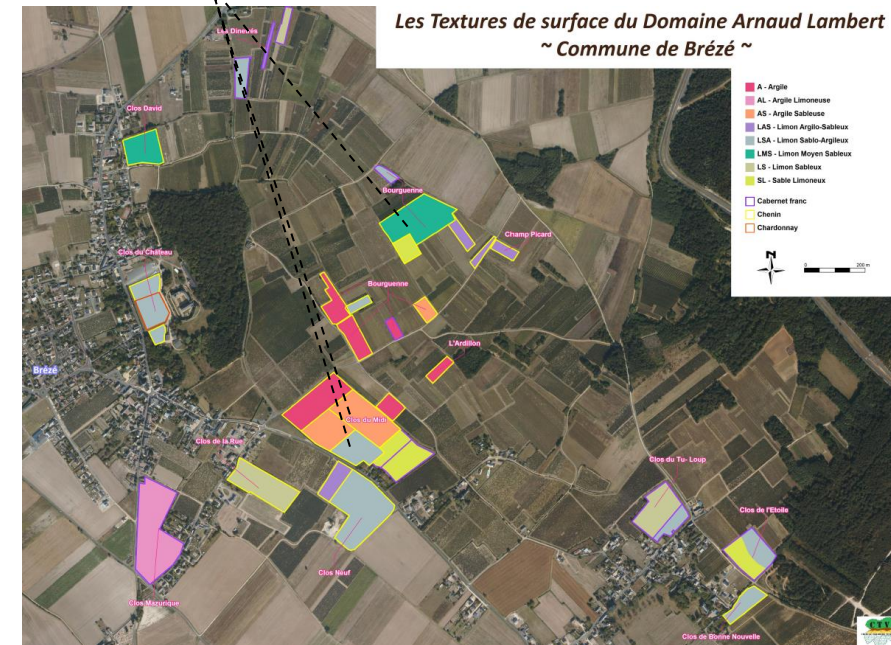 Les Textures de surface du Domaine Arnaud Lambert
~ Commune de Brézé ~
A - Argile
AL - Argile Limoneuse
AS - Argile Sableuse
LAS - Limon Argilo-Sableux
LSA - Limon Sablo-Argileux
LMS - Limon Moyen Sableux
LS - Limon Sableux
SL - Sable Limoneux
Cabernet franc
Chenin
Chardonnay
N
0 200 m
Les Dineués
Clos David
Bourguenne
Champ Picard
Clos du Château
Bourguenne
L'Ardillon
Brézé
Clos du Midi
Clos de la Rue
Clos du Tu-Loup
Clos de l'Etoile
Clos Neuf
Clos Mazurique
Clos de Bonne Nouvelle